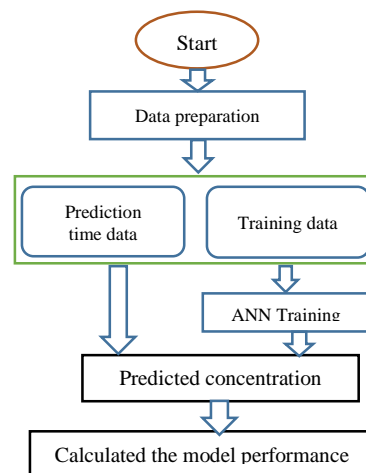 Start
Data preparation
Prediction
time data
Training data
ANN Training
Predicted concentration
Calculated the model performance